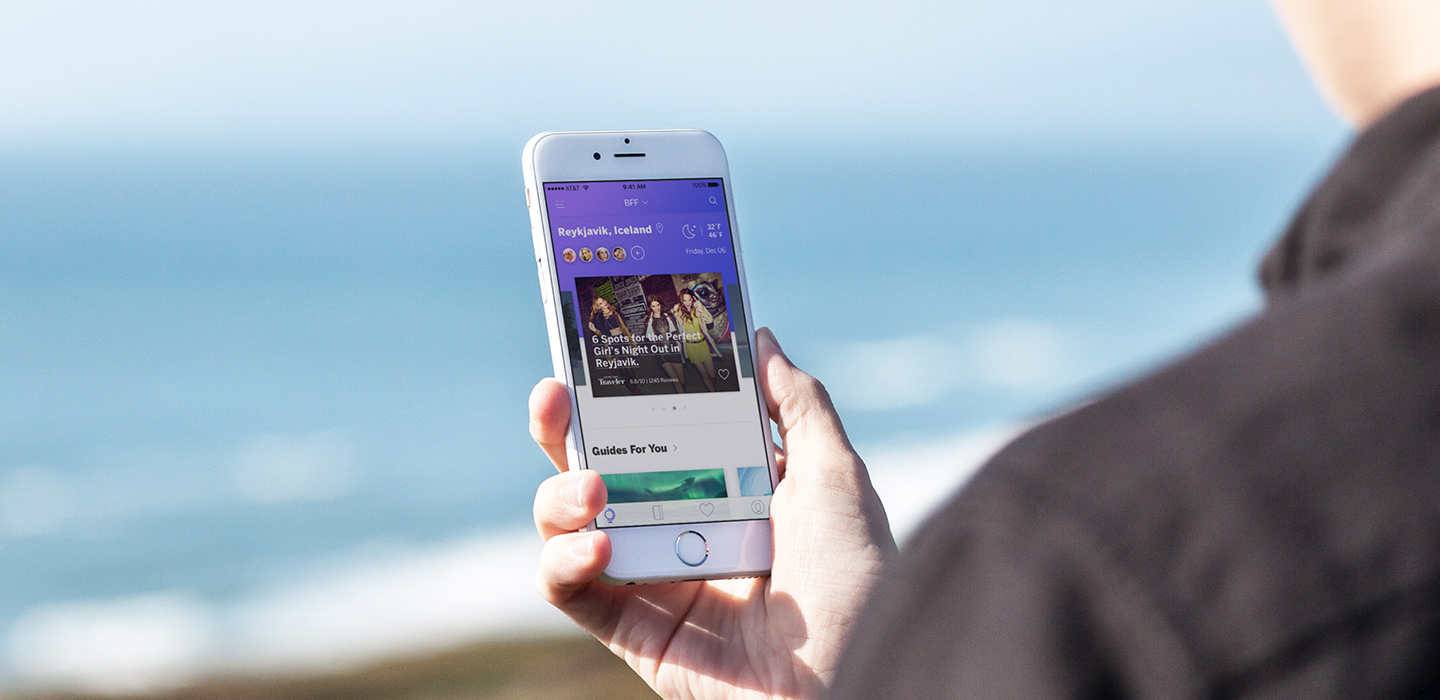 AT&T 9:41 AM 100%
BFF
Reykjavik, Iceland 32°F
46°F
Friday, Dec 06
6 Spots for the Perfect
Girl's Night Out in
Reyjavik.
Traveler 6.8/10 | 1245 Reviews
Guides For You